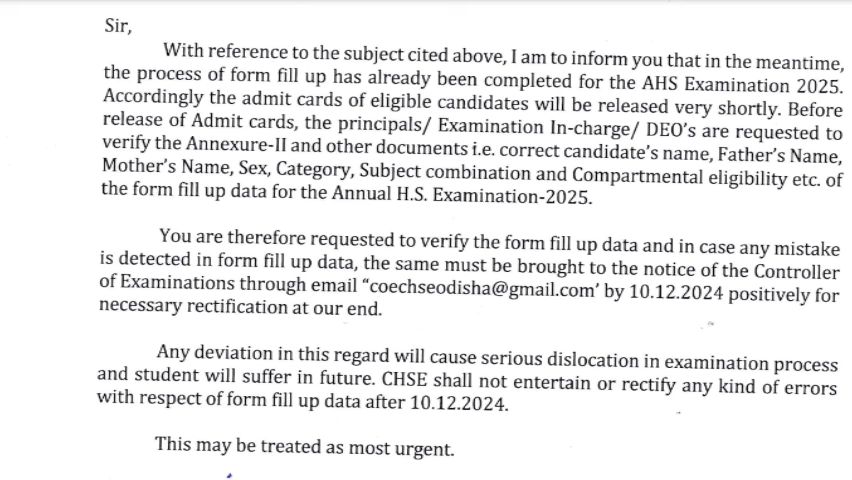 Sir,
With reference to the subject cited above, I am to inform you that in the meantime,
the process of form fill up has already been completed for the AHS Examination 2025.
Accordingly the admit cards of eligible candidates will be released very shortly. Before
release of Admit cards, the principals/ Examination In-charge/ DEO's are requested to
verify the Annexure-II and other documents i.e. correct candidate's name, Father's Name,
Mother's Name, Sex, Category, Subject combination and Compartmental eligibility etc. of
the form fill up data for the Annual H.S. Examination-2025.
You are therefore requested to verify the form fill up data and in case any mistake
is detected in form fill up data, the same must be brought to the notice of the Controller
of Examinations through email "coechseodisha@gmail.com' by 10.12.2024 positively for
necessary rectification at our end.
Any deviation in this regard will cause serious dislocation in examination process
and student will suffer in future. CHSE shall not entertain or rectify any kind of errors
with respect of form fill up data after 10.12.2024.
This may be treated as most urgent.